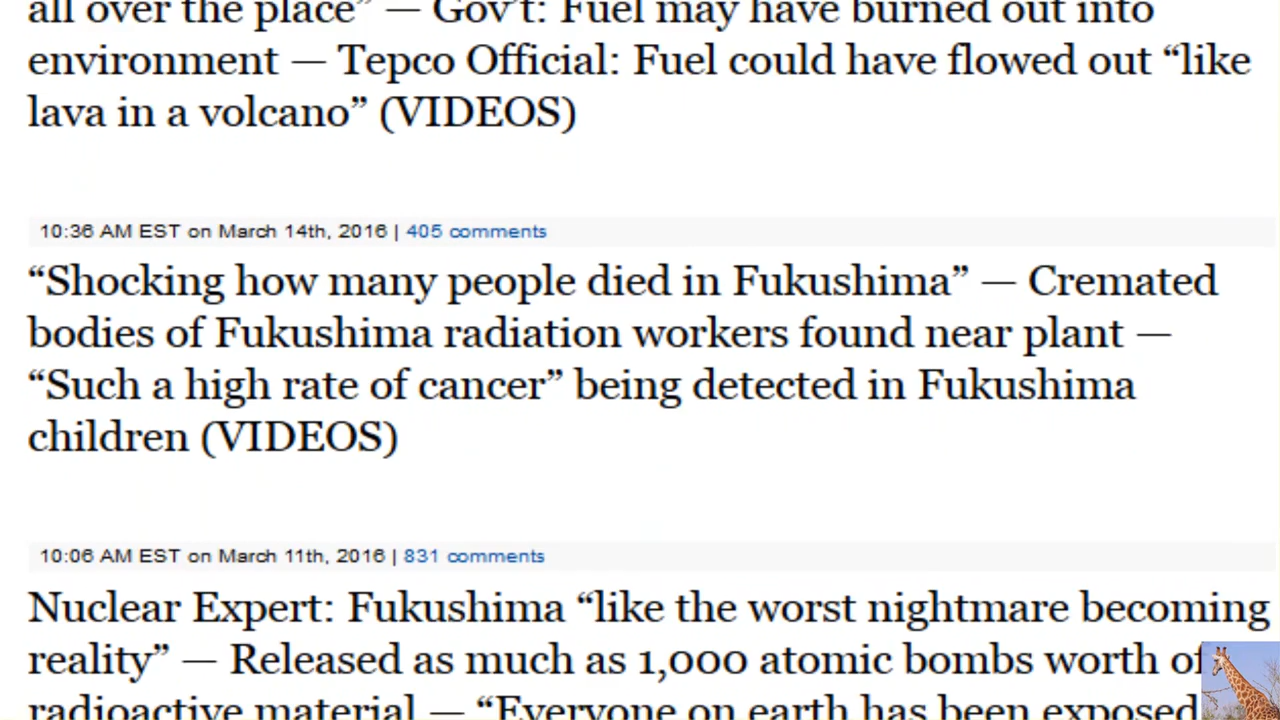 all over the place” — Gov’t: Fuel may have burned out into
environment — Tepco Official: Fuel could have flowed out “like
lava in a volcano” (VIDEOS)
10:36 AM EST on March 14th, 2016 | 405 comments
“Shocking how many people died in Fukushima” — Cremated
bodies of Fukushima radiation workers found near plant —
“Such a high rate of cancer” being detected in Fukushima
children (VIDEOS)
10:06 AM EST on March 11th, 2016 | 831 comments
Nuclear Expert: Fukushima “like the worst nightmare becoming
reality” — Released as much as 1,000 atomic bombs worth of
radioactive material — “Everyone on earth has been exposed